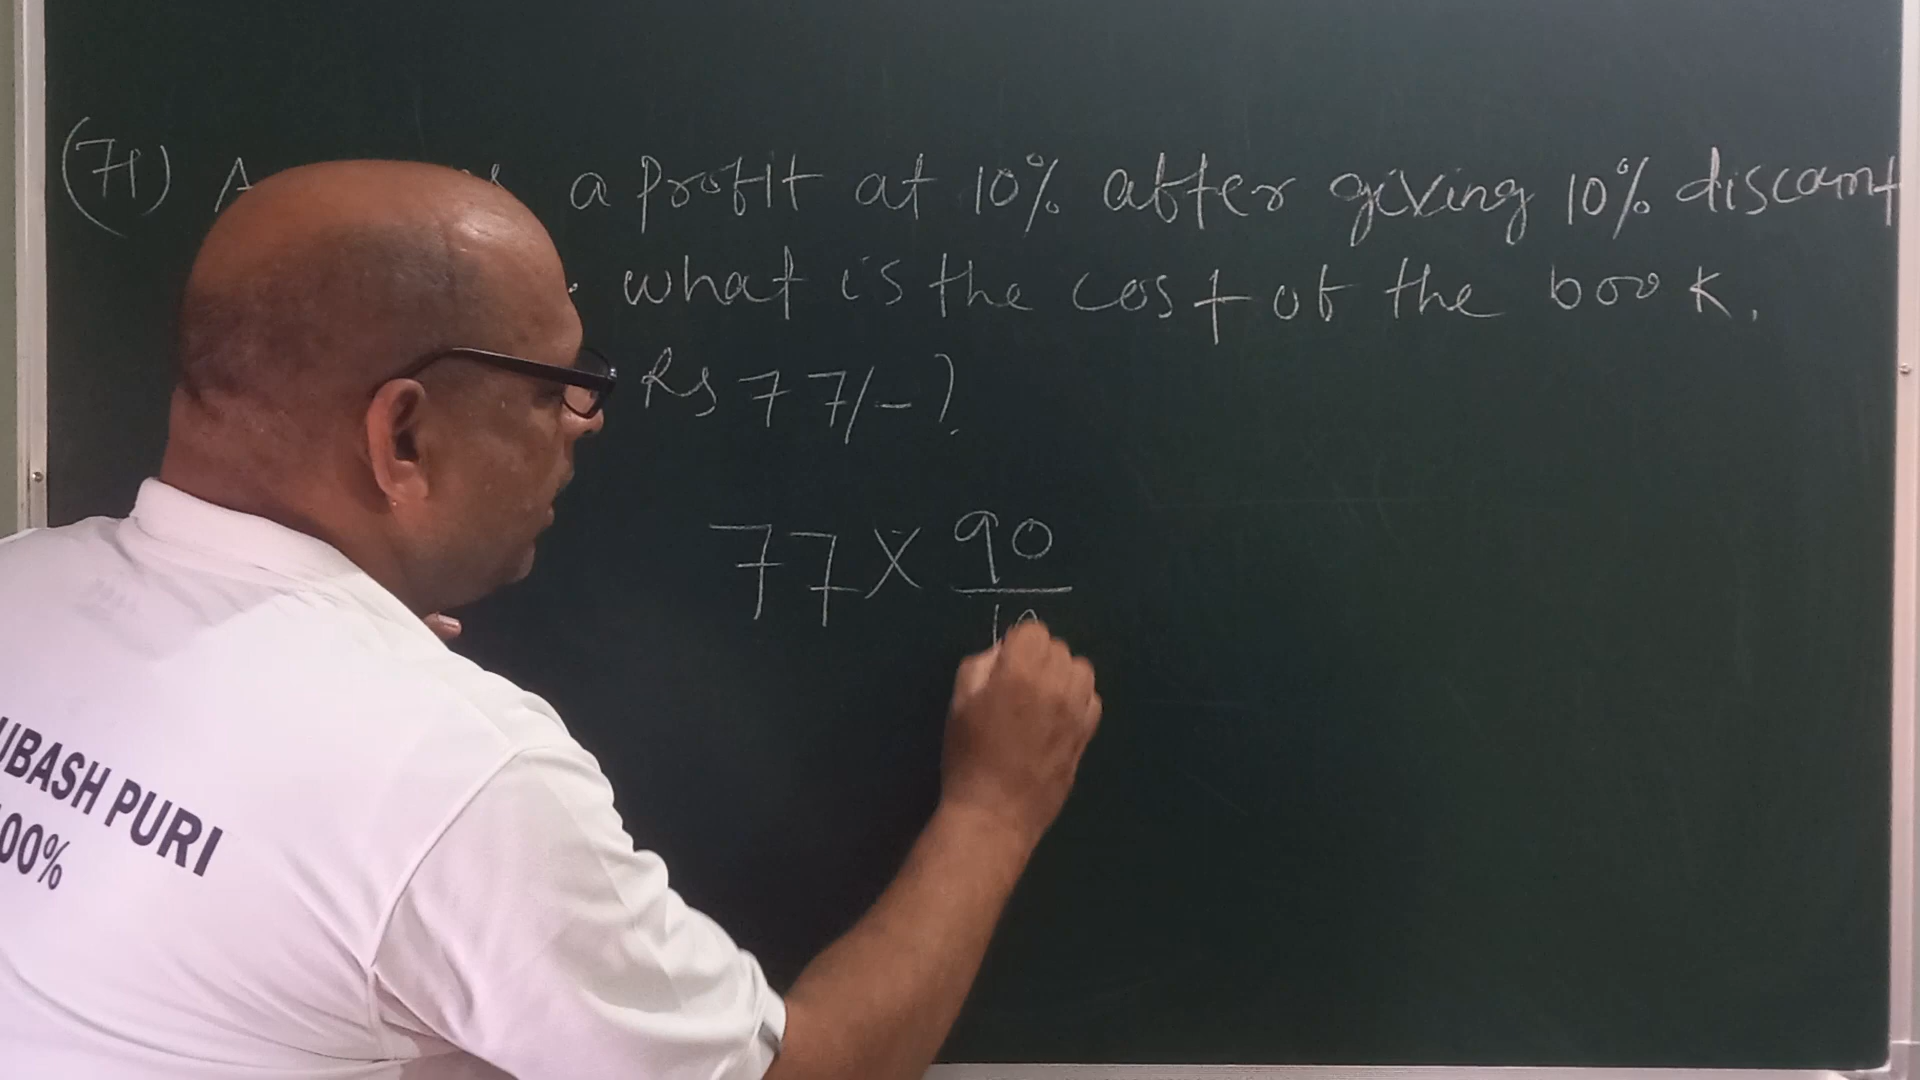 (71) A a profit at 10% after giving 10% discount
what is the cost of the book.
Rs 77/-?
77 X 90
10
UBASH PURI
00%